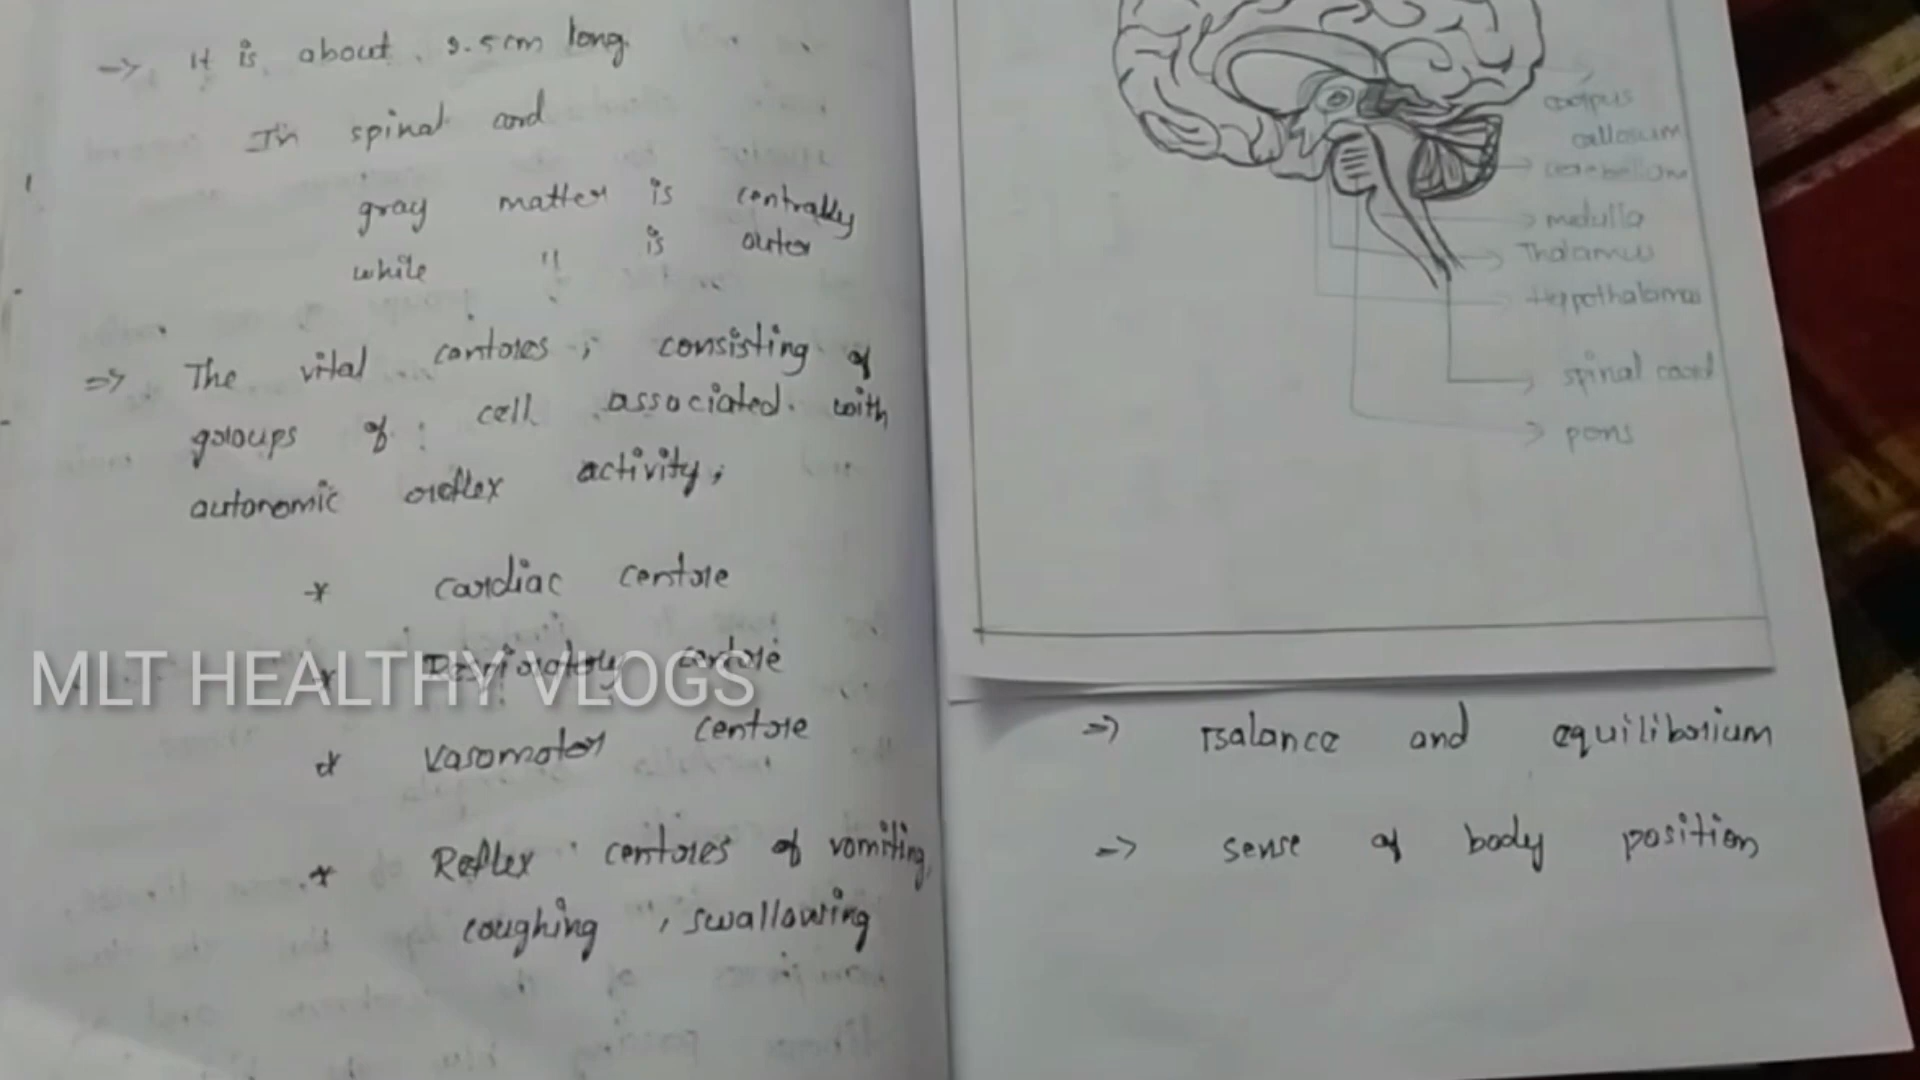 -> It is about 2.5cm long.
In spinal cord
gray matter is centrally
while " is outer
=> The vital centres, consisting of
groups of cell associated with
autonomic reflex activity,
* cardiac centre
* Respiratory centre
* Vasomotor centre
* Reflex centres of vomiting,
coughing, swallowing
MLT HEALTHY VLOGS
corpus
callosum
cerebellum
medulla
Thalamus
Hypothalamus
spinal cord
pons
=> Balance and equilibrium
=> sense of body position